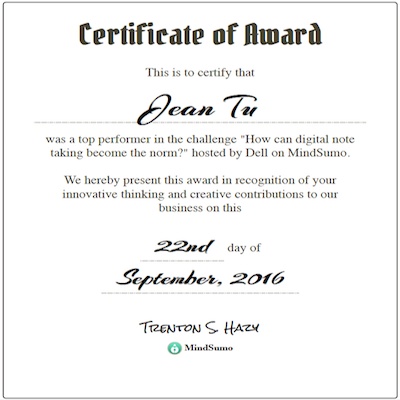 Certificate of Award
This is to certify that
Jean Tu
was a top performer in the challenge "How can digital note
taking become the norm?" hosted by Dell on MindSumo.
We hereby present this award in recognition of your
innovative thinking and creative contributions to our
business on this
22nd day of
September, 2016
Trenton S. Hazy
MindSumo